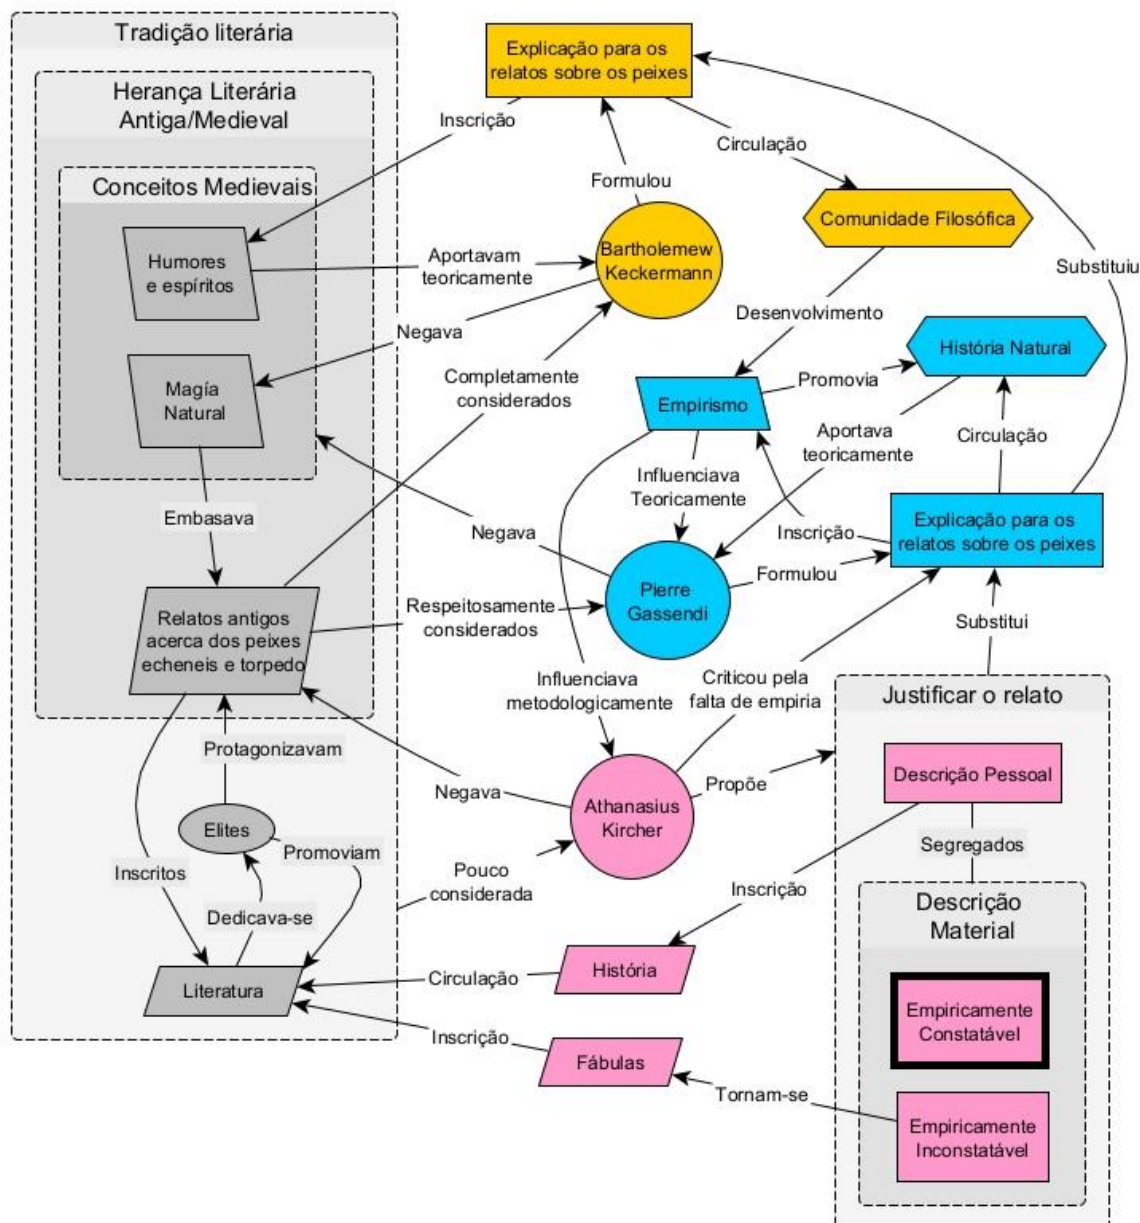 Tradição literária
Herança Literária
Antiga/Medieval
Conceitos Medievais
Humores
e espíritos
Magía
Natural
Embasava
Relatos antigos
acerca dos peixes
echeneis e torpedo
Protagonizavam
Elites
Promoviam
Inscritos
Dedicava-se
Literatura
Explicação para os
relatos sobre os peixes
Inscrição
Circulação
Formulou
Comunidade Filosófica
Bartholemew
Keckermann
Aportavam
teoricamente
Negava
Completamente
considerados
Desenvolvimento
Substituiu
História Natural
Promovia
Empirismo
Aportava
teoricamente
Circulação
Influenciava
Teoricamente
Inscrição
Explicação para os
relatos sobre os peixes
Negava
Pierre
Gassendi
Formulou
Respeitosamente
considerados
Substitui
Influenciava
metodologicamente
Criticou pela
falta de empiria
Justificar o relato
Negava
Athanasius
Kircher
Propõe
Descrição Pessoal
Pouco
considerada
Segregados
Inscrição
Descrição
Material
Circulação
História
Empiricamente
Constatável
Inscrição
Fábulas
Tornam-se
Empiricamente
Inconstatável